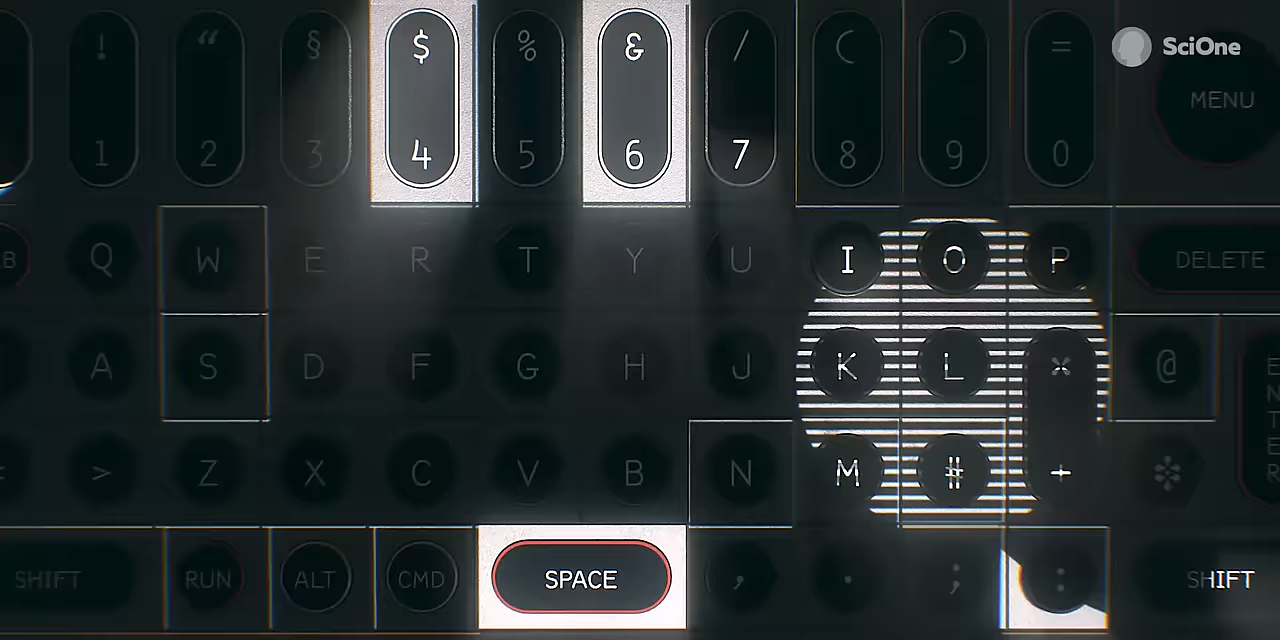 ! “ § $ % & / ( ) =
SciOne
1 2 3 4 5 6 7 8 9 0 MENU
Q W E R T Y U I O P DELETE
A S D F G H J K L × @
ENTER
> Z X C V B N M # + *
SHIFT RUN ALT CMD SPACE , . ; : SHIFT